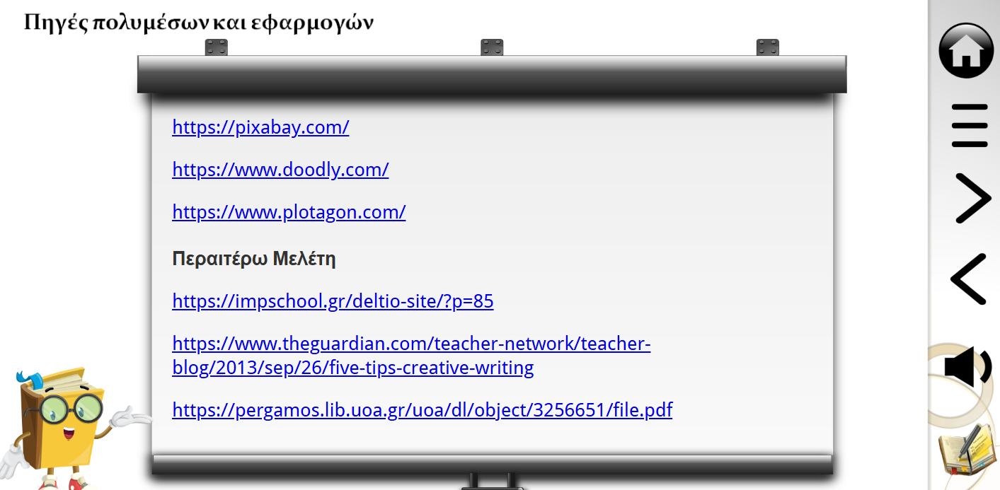 Πηγές πολυμέσων και εφαρμογών
https://pixabay.com/
https://www.doodly.com/
https://www.plotagon.com/
Περαιτέρω Μελέτη
https://impschool.gr/deltio-site/?p=85
https://www.theguardian.com/teacher-network/teacher-
blog/2013/sep/26/five-tips-creative-writing
https://pergamos.lib.uoa.gr/uoa/dl/object/3256651/file.pdf